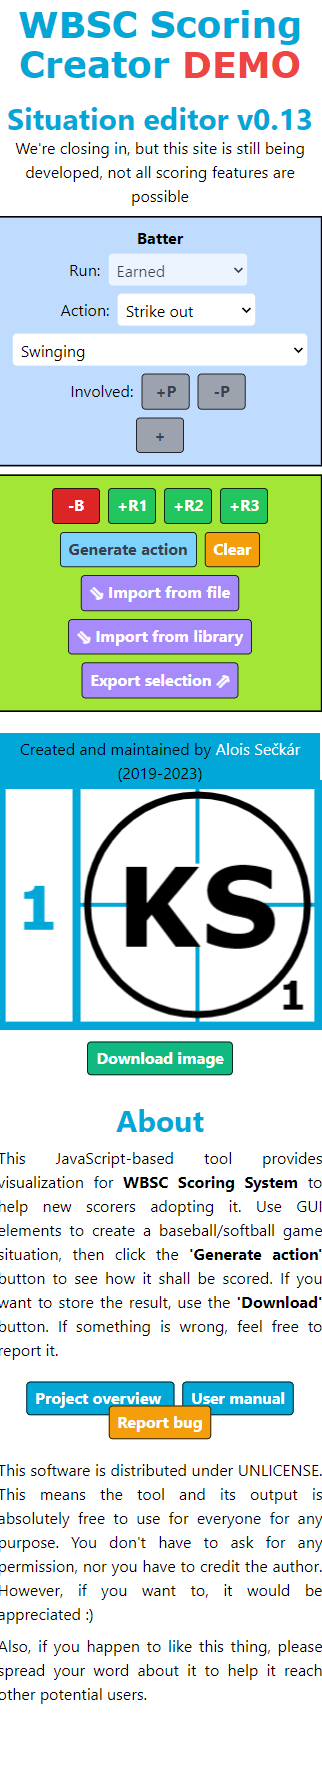 WBSC Scoring
Creator DEMO
Situation editor v0.13
We're closing in, but this site is still being
developed, not all scoring features are
possible
Batter
Run: Earned
Action: Strike out
Swinging
Involved: +P -P
+
-B +R1 +R2 +R3
Generate action Clear
⇘ Import from file
⇘ Import from library
Export selection ⇗
Created and maintained by Alois Sečkár
(2019-2023)
1 KS 1
Download image
About
This JavaScript-based tool provides
visualization for WBSC Scoring System to
help new scorers adopting it. Use GUI
elements to create a baseball/softball game
situation, then click the 'Generate action'
button to see how it shall be scored. If you
want to store the result, use the 'Download'
button. If something is wrong, feel free to
report it.
Project overview User manual
Report bug
This software is distributed under UNLICENSE.
This means the tool and its output is
absolutely free to use for everyone for any
purpose. You don't have to ask for any
permission, nor you have to credit the author.
However, if you want to, it would be
appreciated :)
Also, if you happen to like this thing, please
spread your word about it to help it reach
other potential users.